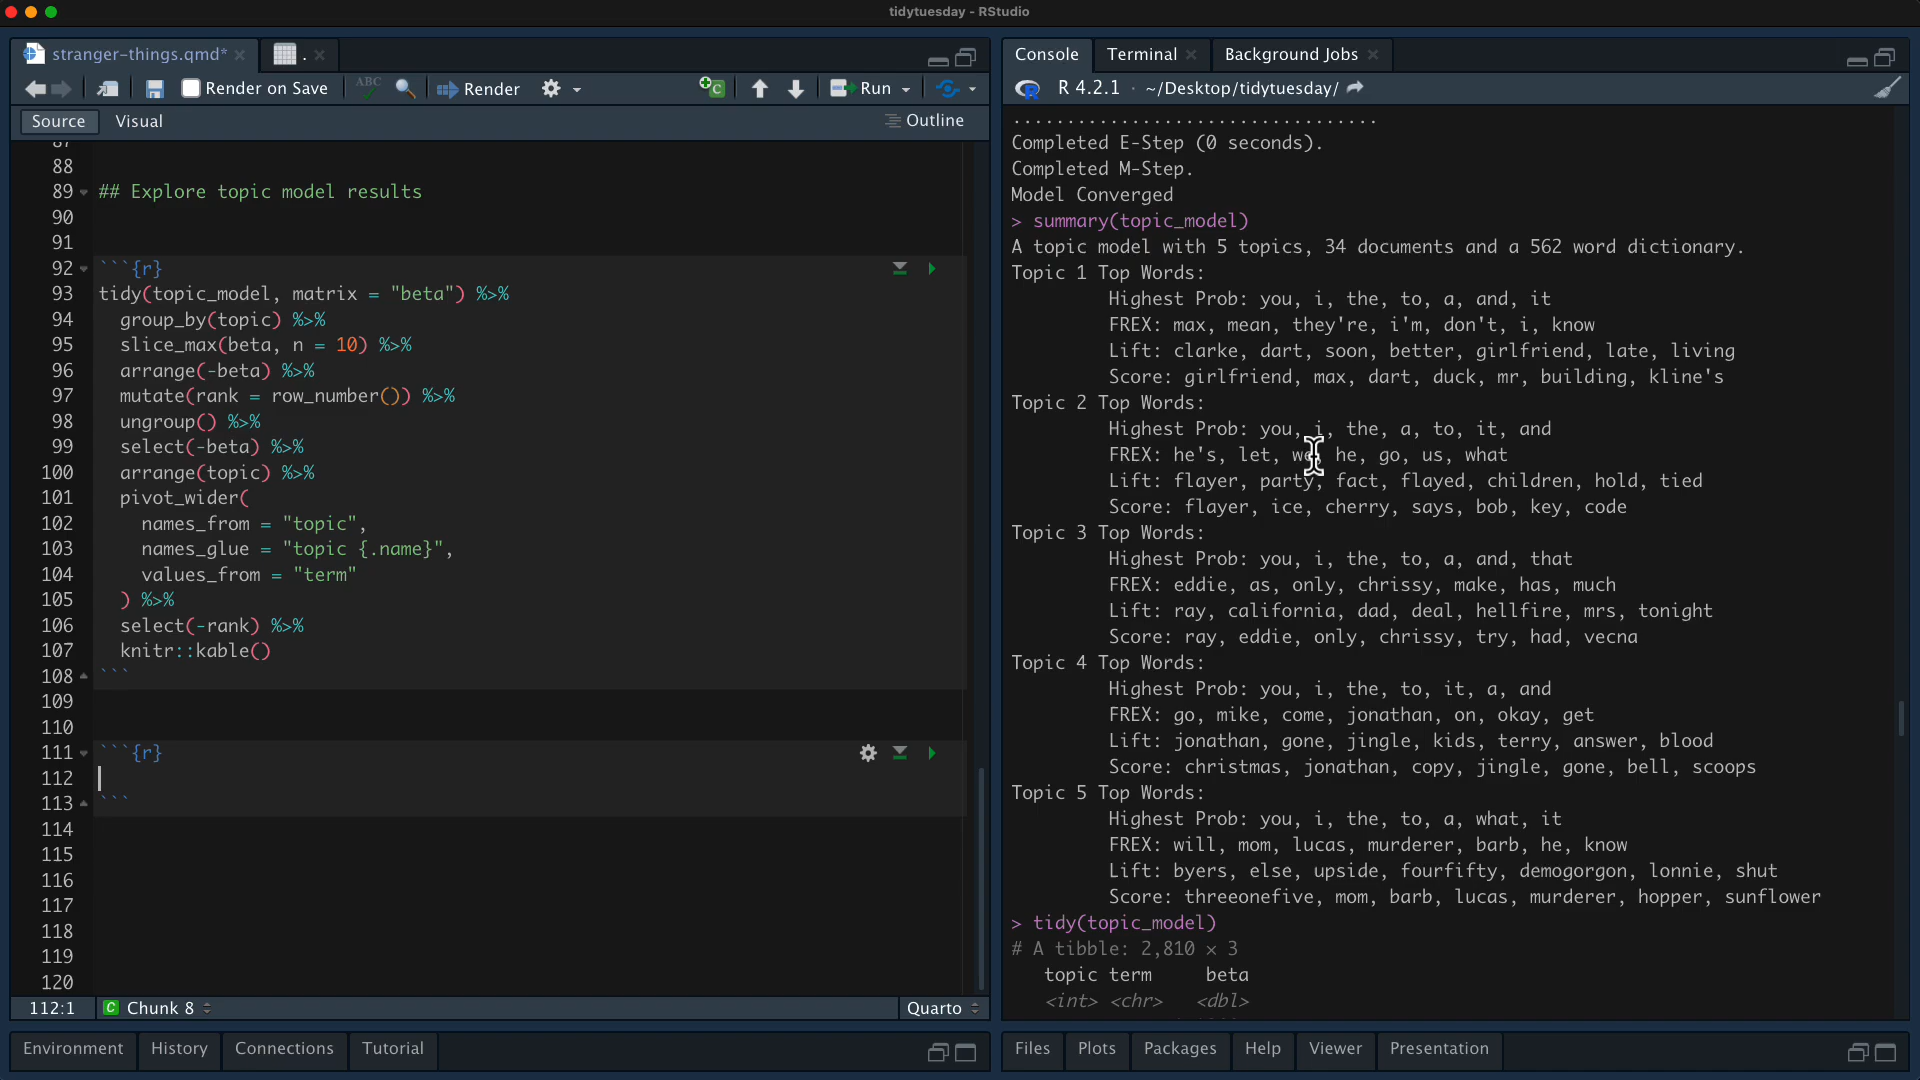 tidytuesday - RStudio
stranger-things.qmd*
.
Render on Save
ABC
Render
Run
Source
Visual
Outline
87
88
89 ## Explore topic model results
90
91
92 ```{r}
93 tidy(topic_model, matrix = "beta") %>%
94 group_by(topic) %>%
95 slice_max(beta, n = 10) %>%
96 arrange(-beta) %>%
97 mutate(rank = row_number()) %>%
98 ungroup() %>%
99 select(-beta) %>%
100 arrange(topic) %>%
101 pivot_wider(
102 names_from = "topic",
103 names_glue = "topic {.name}",
104 values_from = "term"
105 ) %>%
106 select(-rank) %>%
107 knitr::kable()
108 ```
109
110
111 ```{r}
112
113 ```
114
115
116
117
118
119
120
112:1
C Chunk 8
Quarto
Environment
History
Connections
Tutorial
Console
Terminal
Background Jobs
R 4.2.1 · ~/Desktop/tidytuesday/
..................................
Completed E-Step (0 seconds).
Completed M-Step.
Model Converged
> summary(topic_model)
A topic model with 5 topics, 34 documents and a 562 word dictionary.
Topic 1 Top Words:
Highest Prob: you, i, the, to, a, and, it
FREX: max, mean, they're, i'm, don't, i, know
Lift: clarke, dart, soon, better, girlfriend, late, living
Score: girlfriend, max, dart, duck, mr, building, kline's
Topic 2 Top Words:
Highest Prob: you, i, the, a, to, it, and
FREX: he's, let, we, he, go, us, what
Lift: flayer, party, fact, flayed, children, hold, tied
Score: flayer, ice, cherry, says, bob, key, code
Topic 3 Top Words:
Highest Prob: you, i, the, to, a, and, that
FREX: eddie, as, only, chrissy, make, has, much
Lift: ray, california, dad, deal, hellfire, mrs, tonight
Score: ray, eddie, only, chrissy, try, had, vecna
Topic 4 Top Words:
Highest Prob: you, i, the, to, it, a, and
FREX: go, mike, come, jonathan, on, okay, get
Lift: jonathan, gone, jingle, kids, terry, answer, blood
Score: christmas, jonathan, copy, jingle, gone, bell, scoops
Topic 5 Top Words:
Highest Prob: you, i, the, to, a, what, it
FREX: will, mom, lucas, murderer, barb, he, know
Lift: byers, else, upside, fourfifty, demogorgon, lonnie, shut
Score: threeonefive, mom, barb, lucas, murderer, hopper, sunflower
> tidy(topic_model)
# A tibble: 2,810 × 3
topic term beta
<int> <chr> <dbl>
Files
Plots
Packages
Help
Viewer
Presentation